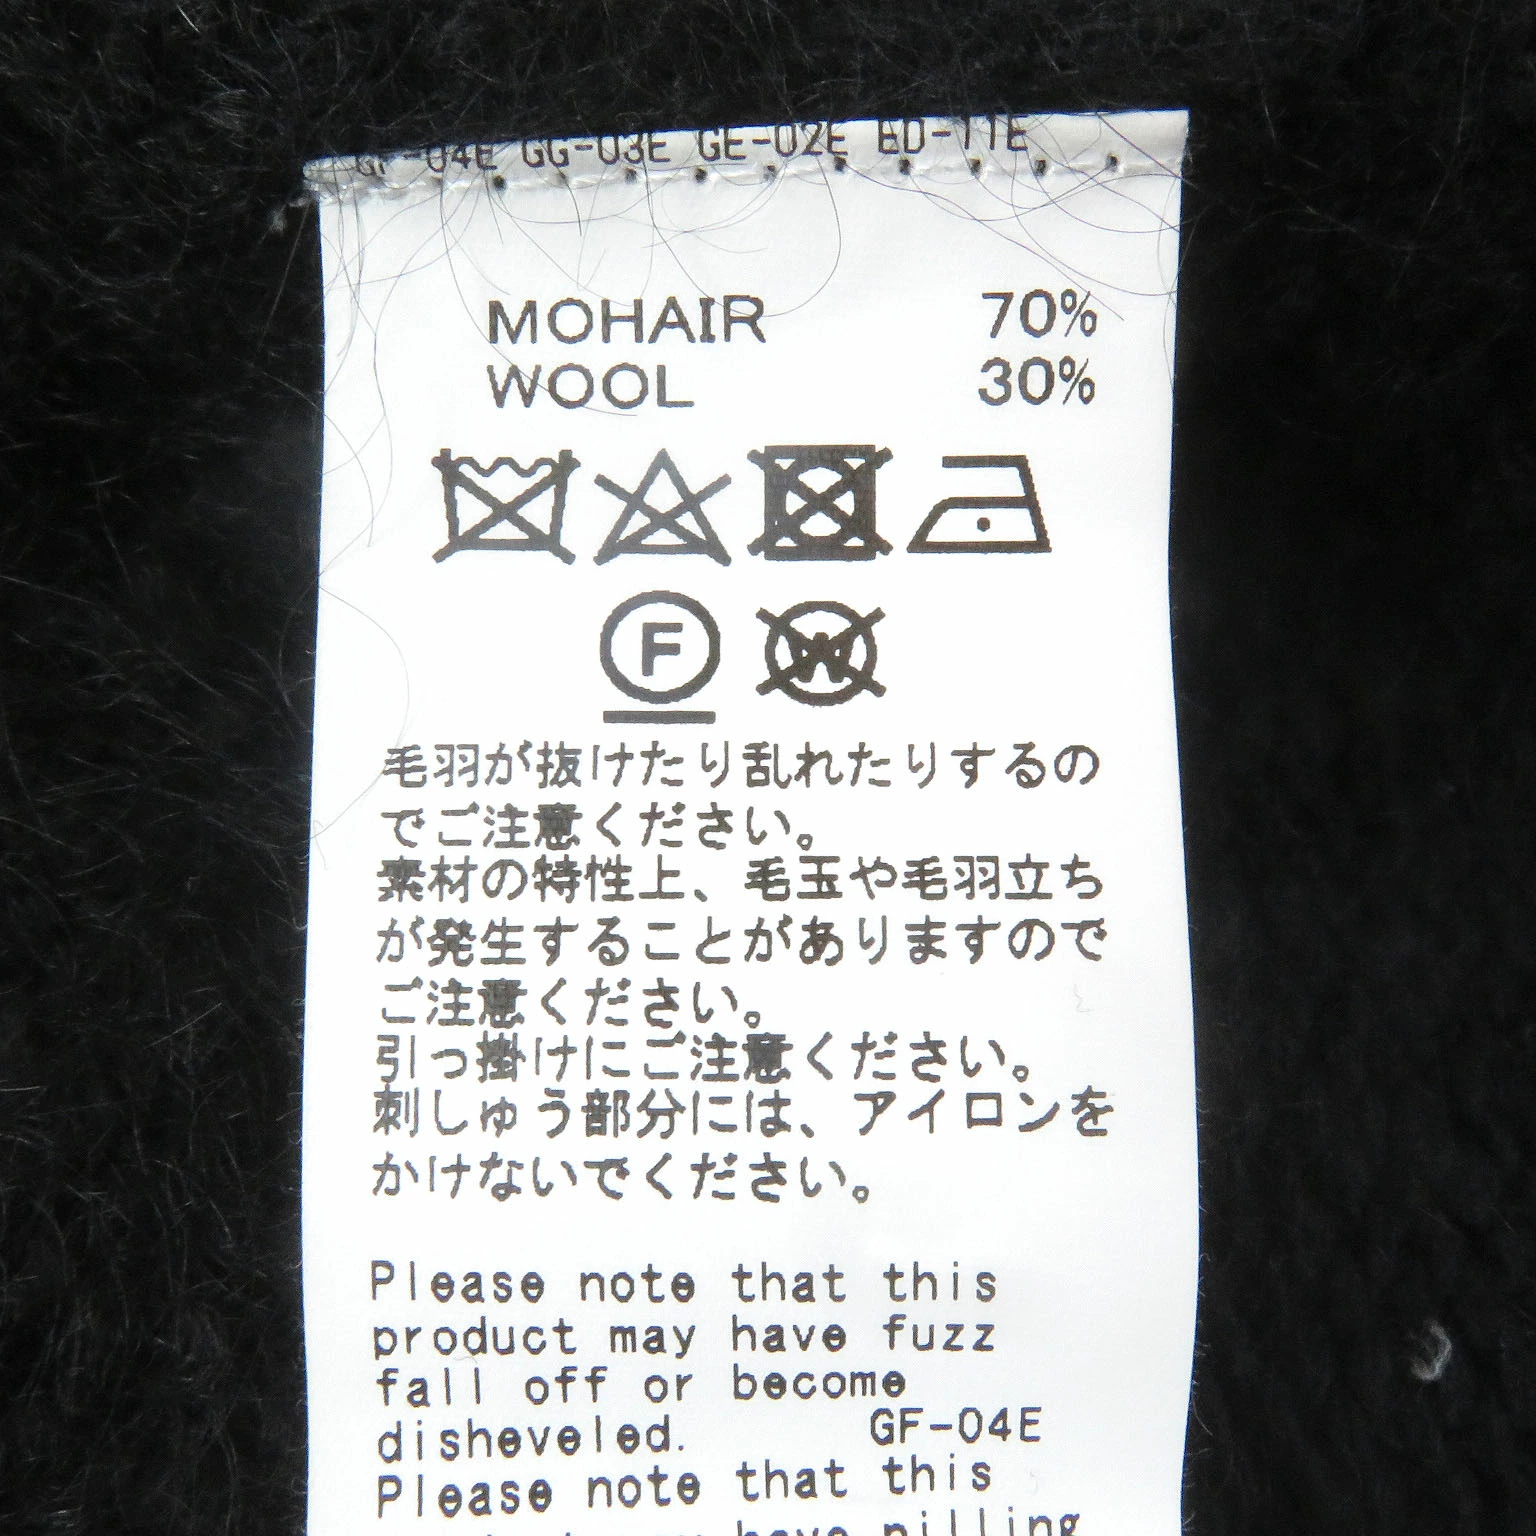 GF-04E GG-03E GE-02E ED-11E
MOHAIR 70%
WOOL 30%
F
W
毛羽が抜けたり乱れたりするの
でご注意ください。
素材の特性上、毛玉や毛羽立ち
が発生することがありますので
ご注意ください。
引っ掛けにご注意ください。
刺しゅう部分には、アイロンを
かけないでください。
Please note that this
product may have fuzz
fall off or become
disheveled. GF-04E
Please note that this
may have pilling